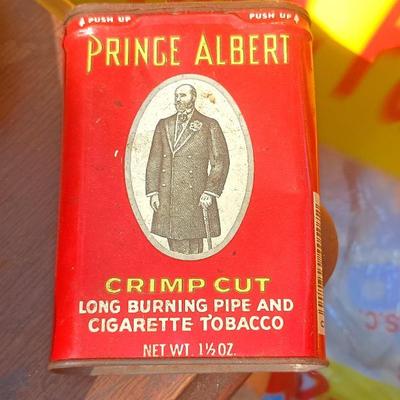 PUSH UP PUSH UP
PRINCE ALBERT
CRIMP CUT
LONG BURNING PIPE AND
CIGARETTE TOBACCO
NET WT. 1½ OZ.